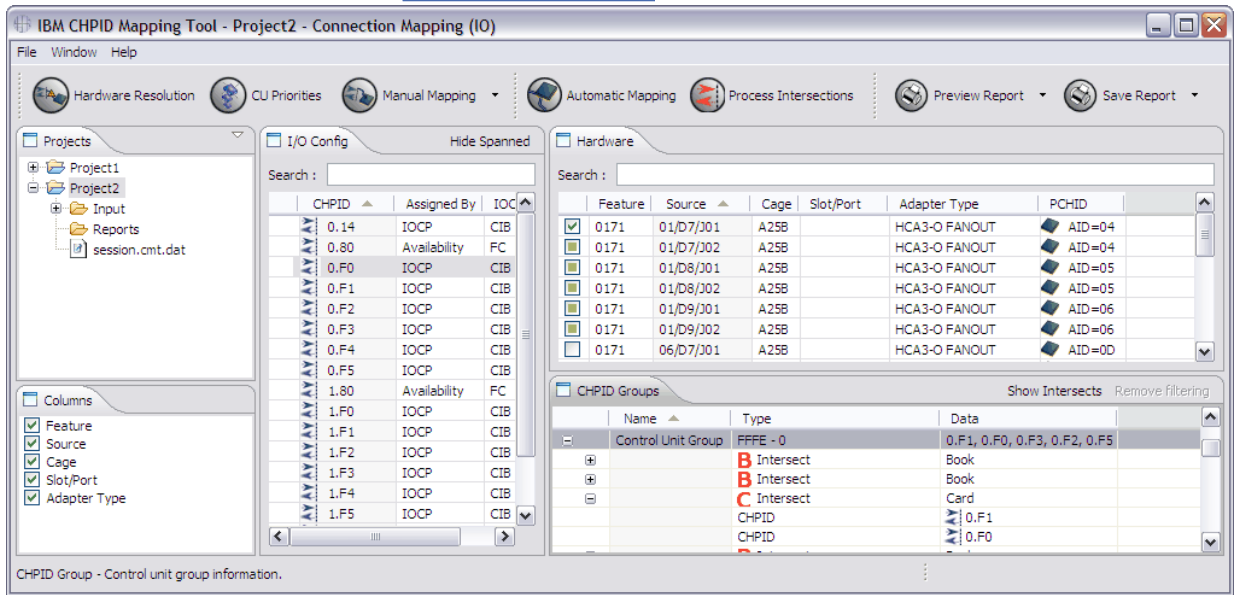 IBM CHPID Mapping Tool - Project2 - Connection Mapping (IO)
File Window Help
Hardware Resolution CU Priorities Manual Mapping Automatic Mapping Process Intersections Preview Report Save Report
Projects
Project1
Project2
Input
Reports
session.cmt.dat
Columns
Feature
Source
Cage
Slot/Port
Adapter Type
I/O Config Hide Spanned
Search :
CHPID Assigned By IOC
0.14 IOCP CIB
0.80 Availability FC
0.F0 IOCP CIB
0.F1 IOCP CIB
0.F2 IOCP CIB
0.F3 IOCP CIB
0.F4 IOCP CIB
0.F5 IOCP CIB
1.80 Availability FC
1.F0 IOCP CIB
1.F1 IOCP CIB
1.F2 IOCP CIB
1.F3 IOCP CIB
1.F4 IOCP CIB
1.F5 IOCP CIB
Hardware
Search :
Feature Source Cage Slot/Port Adapter Type PCHID
0171 01/D7/J01 A25B HCA3-O FANOUT AID=04
0171 01/D7/J02 A25B HCA3-O FANOUT AID=04
0171 01/D8/J01 A25B HCA3-O FANOUT AID=05
0171 01/D8/J02 A25B HCA3-O FANOUT AID=05
0171 01/D9/J01 A25B HCA3-O FANOUT AID=06
0171 01/D9/J02 A25B HCA3-O FANOUT AID=06
0171 06/D7/J01 A25B HCA3-O FANOUT AID=0D
CHPID Groups Show Intersects Remove filtering
Name Type Data
Control Unit Group FFFE - 0 0.F1, 0.F0, 0.F3, 0.F2, 0.F5
B Intersect Book
B Intersect Book
C Intersect Card
CHPID 0.F1
CHPID 0.F0
CHPID Group - Control unit group information.